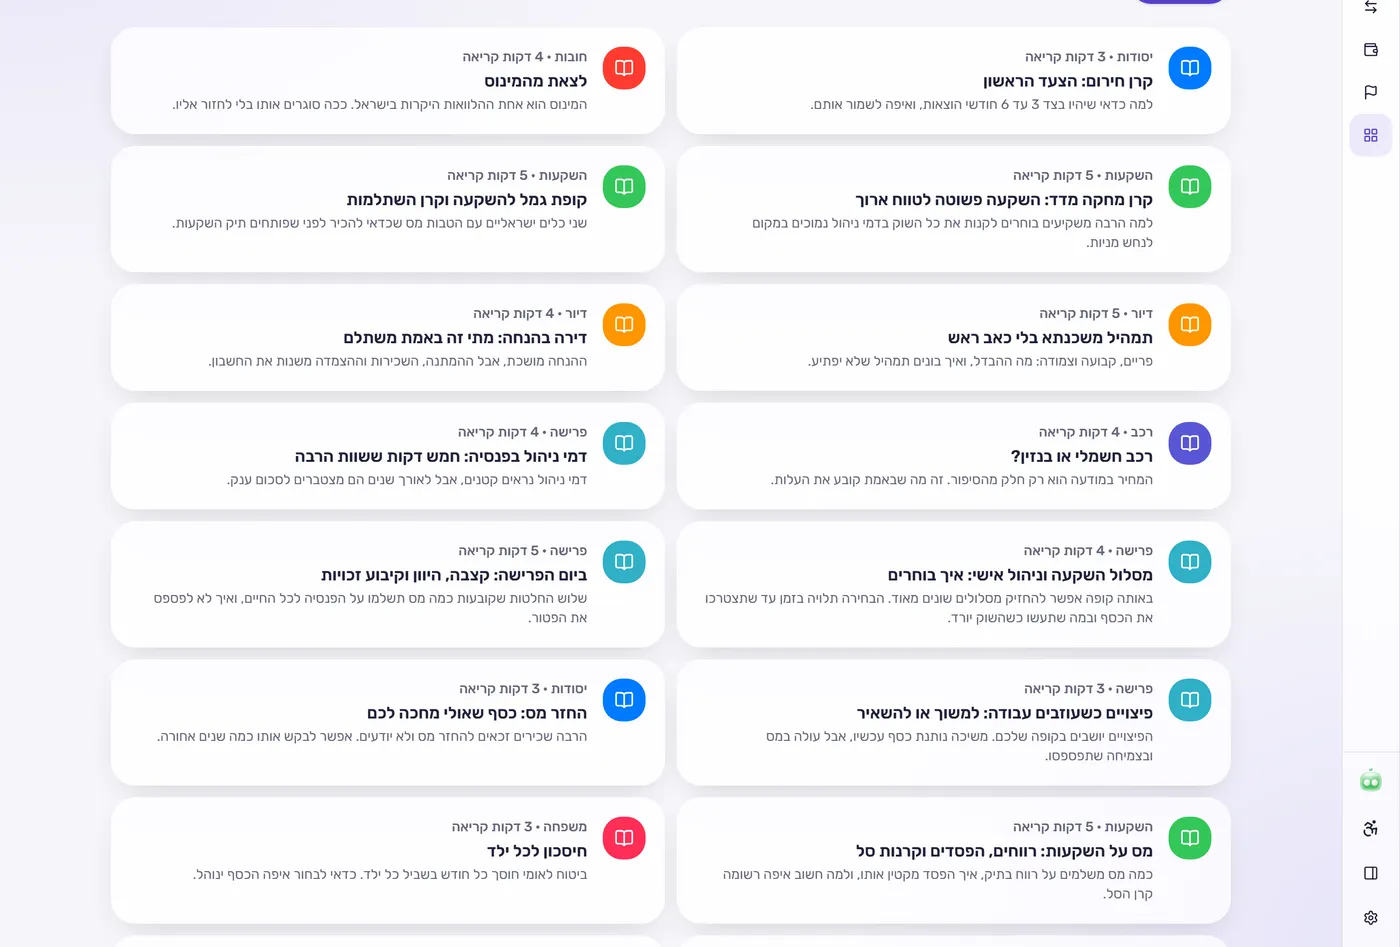 יסודות • 3 דקות קריאה
קרן חירום: הצעד הראשון
למה כדאי שיהיו בצד 3 עד 6 חודשי הוצאות, ואיפה לשמור אותם.
חובות • 4 דקות קריאה
לצאת מהמינוס
המינוס הוא אחת ההלוואות היקרות בישראל. ככה סוגרים אותו בלי לחזור אליו.
השקעות • 5 דקות קריאה
קרן מחקה מדד: השקעה פשוטה לטווח ארוך
למה הרבה משקיעים בוחרים לקנות את כל השוק בדמי ניהול נמוכים במקום
לנחש מניות.
השקעות • 5 דקות קריאה
קופת גמל להשקעה וקרן השתלמות
שני כלים ישראליים עם הטבות מס שכדאי להכיר לפני שפותחים תיק השקעות.
דיור • 5 דקות קריאה
תמהיל משכנתא בלי כאב ראש
פריים, קבועה וצמודה: מה ההבדל, ואיך בונים תמהיל שלא יפתיע.
דיור • 4 דקות קריאה
דירה בהנחה: מתי זה באמת משתלם
ההנחה מושכת, אבל ההמתנה, השכירות וההצמדה משנות את החשבון.
רכב • 4 דקות קריאה
רכב חשמלי או בנזין?
המחיר במודעה הוא רק חלק מהסיפור. זה מה שבאמת קובע את העלות.
פרישה • 4 דקות קריאה
דמי ניהול בפנסיה: חמש דקות ששוות הרבה
דמי ניהול נראים קטנים, אבל לאורך שנים הם מצטברים לסכום ענק.
פרישה • 4 דקות קריאה
מסלול השקעה וניהול אישי: איך בוחרים
באותה קופה אפשר להחזיק מסלולים שונים מאוד. הבחירה תלויה בזמן עד שתצטרכו
את הכסף ובמה שתעשו כשהשוק יורד.
פרישה • 5 דקות קריאה
ביום הפרישה: קצבה, היוון וקיבוע זכויות
שלוש החלטות שקובעות כמה מס תשלמו על הפנסיה לכל החיים, ואיך לא לפספס
את הפטור.
פרישה • 3 דקות קריאה
פיצויים כשעוזבים עבודה: למשוך או להשאיר
הפיצויים יושבים בקופה שלכם. משיכה נותנת כסף עכשיו, אבל עולה במס
ובצמיחה שתפספסו.
יסודות • 3 דקות קריאה
החזר מס: כסף שאולי מחכה לכם
הרבה שכירים זכאים להחזר מס ולא יודעים. אפשר לבקש אותו כמה שנים אחורה.
השקעות • 5 דקות קריאה
מס על השקעות: רווחים, הפסדים וקרנות סל
כמה מס משלמים על רווח בתיק, איך הפסד מקטין אותו, ולמה חשוב איפה רשומה
קרן הסל.
משפחה • 3 דקות קריאה
חיסכון לכל ילד
ביטוח לאומי חוסך כל חודש בשביל כל ילד. כדאי לבחור איפה הכסף ינוהל.